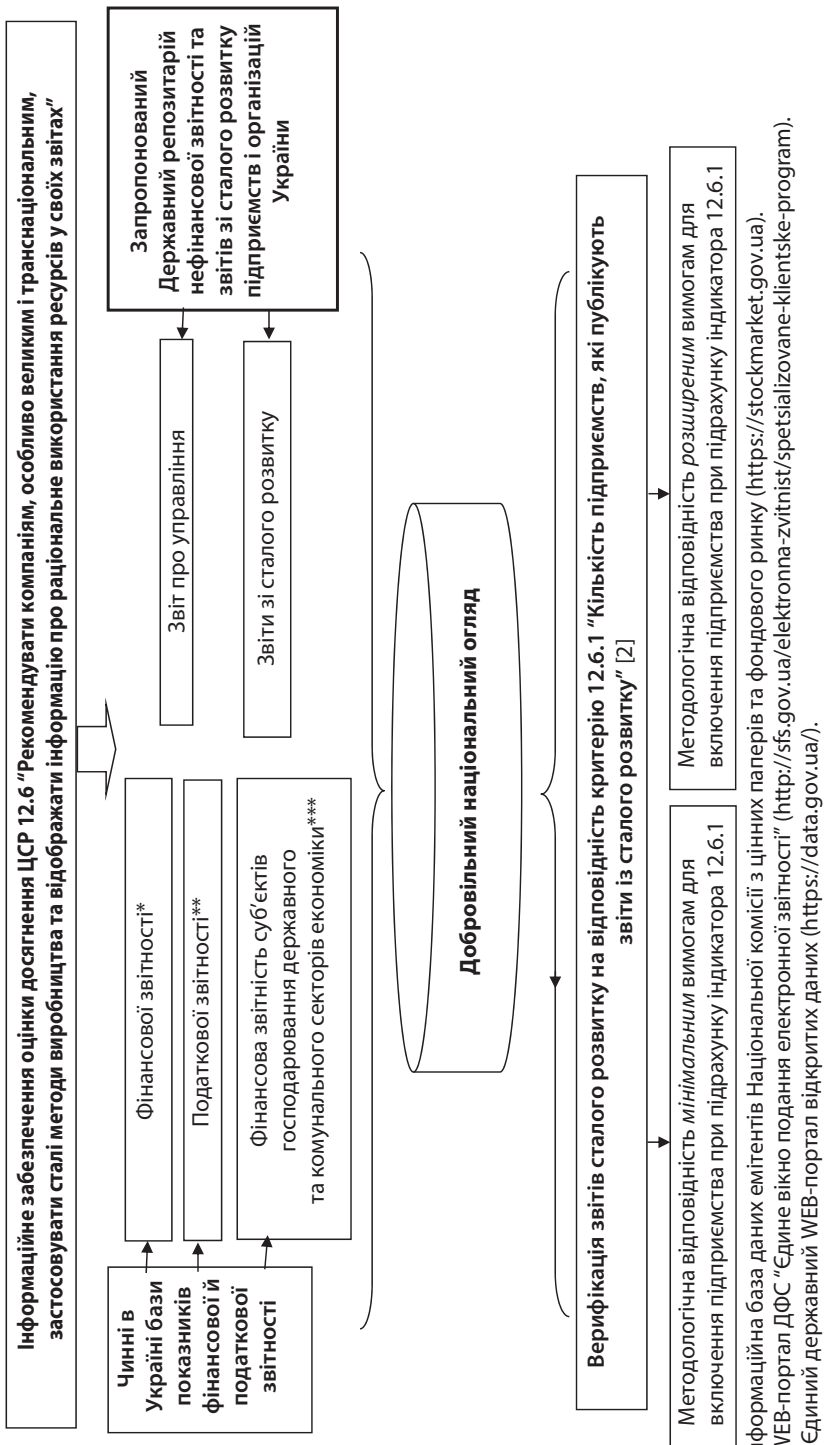 Інформаційне забезпечення оцінки досягнення ЦСР 12.6 “Рекомендувати компаніям, особливо великим і транснаціональним,
застосовувати сталі методи виробництва та відображати інформацію про раціональне використання ресурсів у своїх звітах”
Чинні в
Україні бази
показників
фінансової й
податкової
звітності
Фінансової звітності*
Податкової звітності**
Фінансова звітність суб’єктів
господарювання державного
та комунального секторів економіки***
Звіт про управління
Звіти зі сталого розвитку
Запропонований
Державний репозитарій
нефінансової звітності та
звітів зі сталого розвитку
підприємств і організацій
України
Добровільний національний огляд
Верифікація звітів сталого розвитку на відповідність критерію 12.6.1 “Кількість підприємств, які публікують
звіти із сталого розвитку” [2]
Методологічна відповідність мінімальним вимогам для
включення підприємства при підрахунку індикатора 12.6.1
Методологічна відповідність розширеним вимогам для
включення підприємства при підрахунку індикатора 12.6.1
нформаційна база даних емітентів Національної комісії з цінних паперів та фондового ринку (https://stockmarket.gov.ua).
WEB-портал ДФС “Єдине вікно подання електронної звітності” (http://sfs.gov.ua/elektronna-zvitnist/spetsializovane-klientske-program).
Єдиний державний WEB-портал відкритих даних (https://data.gov.ua/).